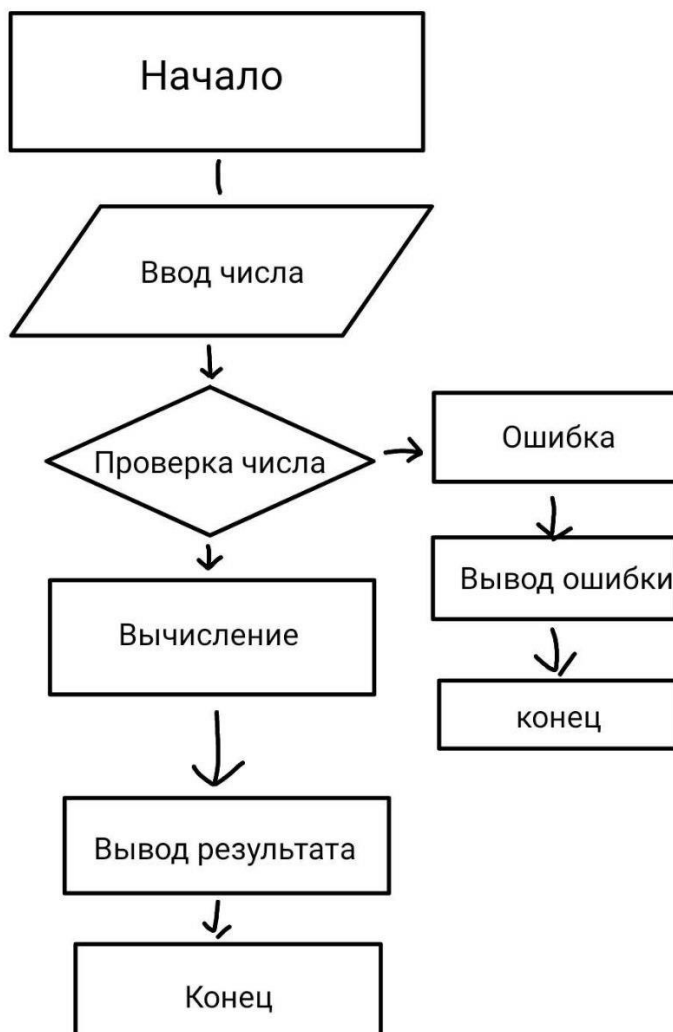 Начало
Ввод числа
Проверка числа
Ошибка
Вывод ошибки
конец
Вычисление
Вывод результата
Конец